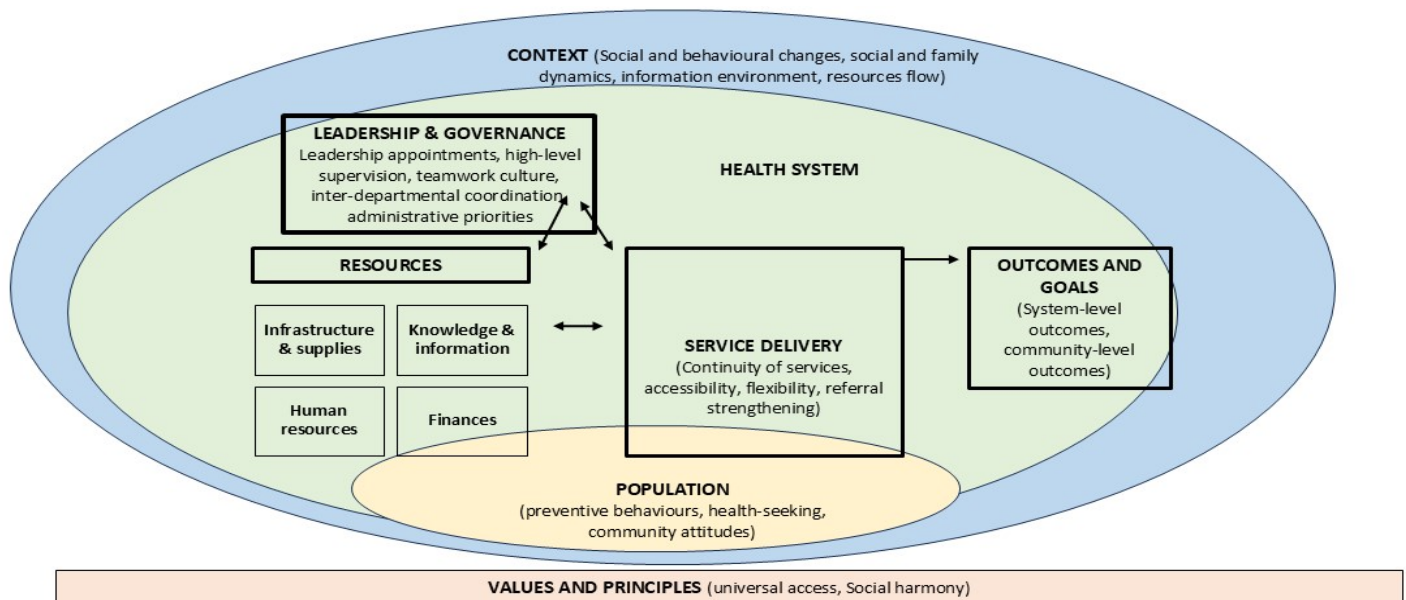 CONTEXT (Social and behavioural changes, social and family
dynamics, information environment, resources flow)
LEADERSHIP & GOVERNANCE
Leadership appointments, high-level
supervision, teamwork culture,
inter-departmental coordination
administrative priorities
HEALTH SYSTEM
RESOURCES
Infrastructure
& supplies
Knowledge &
information
Human
resources
Finances
SERVICE DELIVERY
(Continuity of services,
accessibility, flexibility, referral
strengthening)
OUTCOMES AND
GOALS
(System-level
outcomes,
community-level
outcomes)
POPULATION
(preventive behaviours, health-seeking,
community attitudes)
VALUES AND PRINCIPLES (universal access, Social harmony)